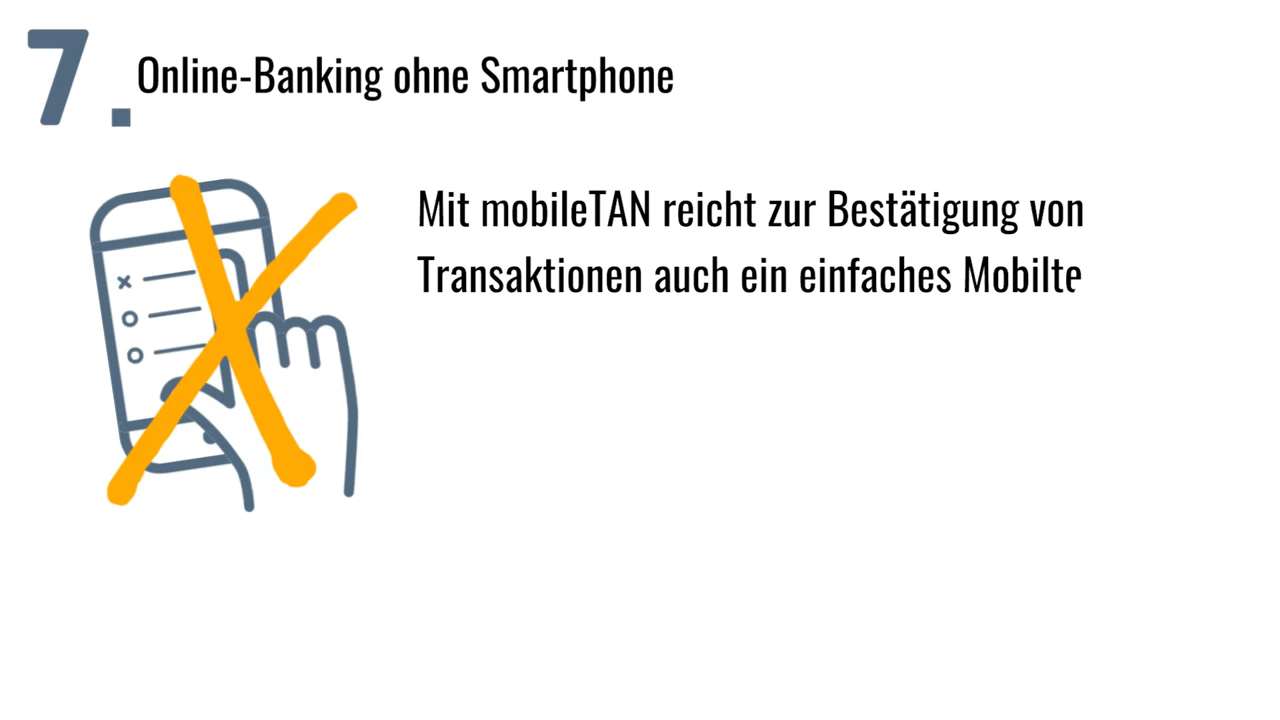 7. Online-Banking ohne Smartphone
Mit mobileTAN reicht zur Bestätigung von
Transaktionen auch ein einfaches Mobilte